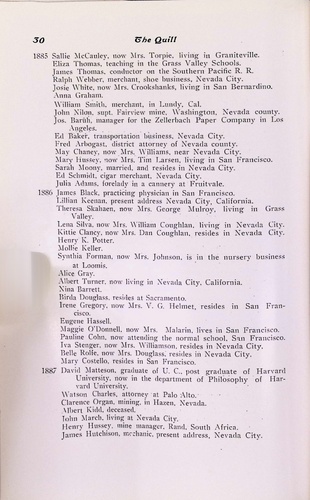 30 The Quill
1885 Sallie McCauley, now Mrs. Torpie, living in Graniteville.
Eliza Thomas, teaching in the Grass Valley Schools.
James Thomas, conductor on the Southern Pacific R. R.
Ralph Webber, merchant, shoe business, Nevada City.
Josie White, now Mrs. Crookshanks, living in San Bernardino.
Anna Graham.
William Smith, merchant, in Lundy, Cal.
John Nilon, supt. Fairview mine, Washington, Nevada county.
Jos. Barüh, manager for the Zellerbach Paper Company in Los
Angeles.
Ed Baker, transportation business, Nevada City.
Fred Arbogast, district attorney of Nevada county.
May Chaney, now Mrs. Williams, near Nevada City.
Mary Hussey, now Mrs. Tim Larsen, living in San Francisco.
Sarah Moony, married, and resides in Nevada City.
Ed Schmidt, cigar merchant, Nevada City.
Julia Adams, forelady in a cannery at Fruitvale.
1886 James Black, practicing physician in San Francisco.
Lillian Keenan, present address Nevada City, California.
Theresa Skahaen, now Mrs. George Mulroy, living in Grass
Valley.
Lena Silva, now Mrs. William Coughlan, living in Nevada City.
Kittie Clancy, now Mrs. Dan Coughlan, resides in Nevada City.
Henry K. Potter.
Mollie Keller.
Synthia Forman, now Mrs. Johnson, is in the nursery business
at Loomis.
Alice Gray.
Albert Turner, now living in Nevada City, California.
Nina Barrett.
Birda Douglass, resides at Sacramento.
Irene Gregory, now Mrs. V. G. Helmer, resides in San Fran-
cisco.
Eugene Hassell.
Maggie O'Donnell, now Mrs. Malarin, lives in San Francisco.
Pauline Cohn, now attending the normal school, San Francisco.
Iva Stenger, now Mrs. Williamson, resides in Nevada City.
Belle Rolfe, now Mrs. Douglass, resides in Nevada City.
Mary Costello, resides in San Francisco.
1887 David Matteson, graduate of U. C., post graduate of Harvard
University, now in the department of Philosophy of Har-
vard University.
Watson Charles, attorney at Palo Alto.
Clarence Organ, mining, in Hazen, Nevada.
Albert Kidd, deceased.
John March, living at Nevada City.
Henry Hussey, mine manager, Rand, South Africa.
James Hutchison, mechanic, present address, Nevada City.